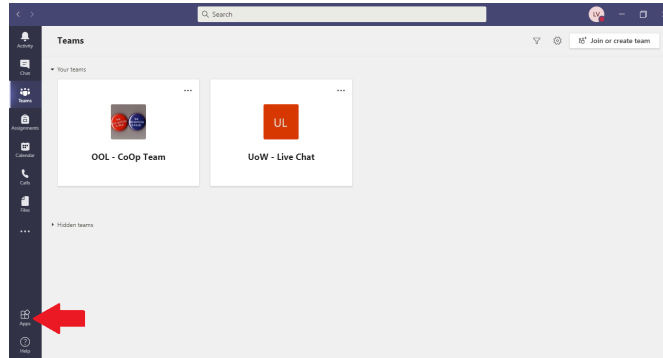 Search
LV
Activity
Teams
Join or create team
Chat
Your teams
Teams
UL
Assignments
OOL - CoOp Team
UoW - Live Chat
Calendar
Calls
Files
Hidden teams
Apps
Help